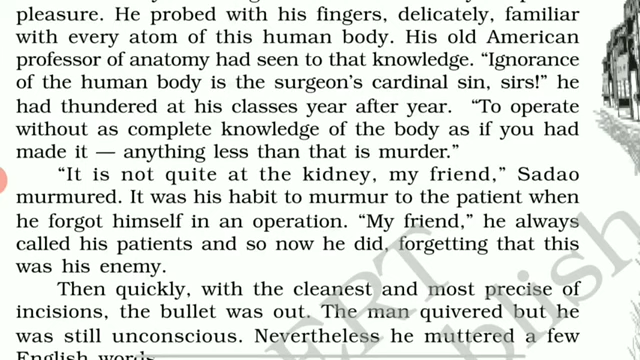 pleasure. He probed with his fingers, delicately, familiar
with every atom of this human body. His old American
professor of anatomy had seen to that knowledge. “Ignorance
of the human body is the surgeon’s cardinal sin, sirs!” he
had thundered at his classes year after year. “To operate
without as complete knowledge of the body as if you had
made it — anything less than that is murder.”
“It is not quite at the kidney, my friend,” Sadao
murmured. It was his habit to murmur to the patient when
he forgot himself in an operation. “My friend,” he always
called his patients and so now he did, forgetting that this
was his enemy.
Then quickly, with the cleanest and most precise of
incisions, the bullet was out. The man quivered but he
was still unconscious. Nevertheless he muttered a few
English words.